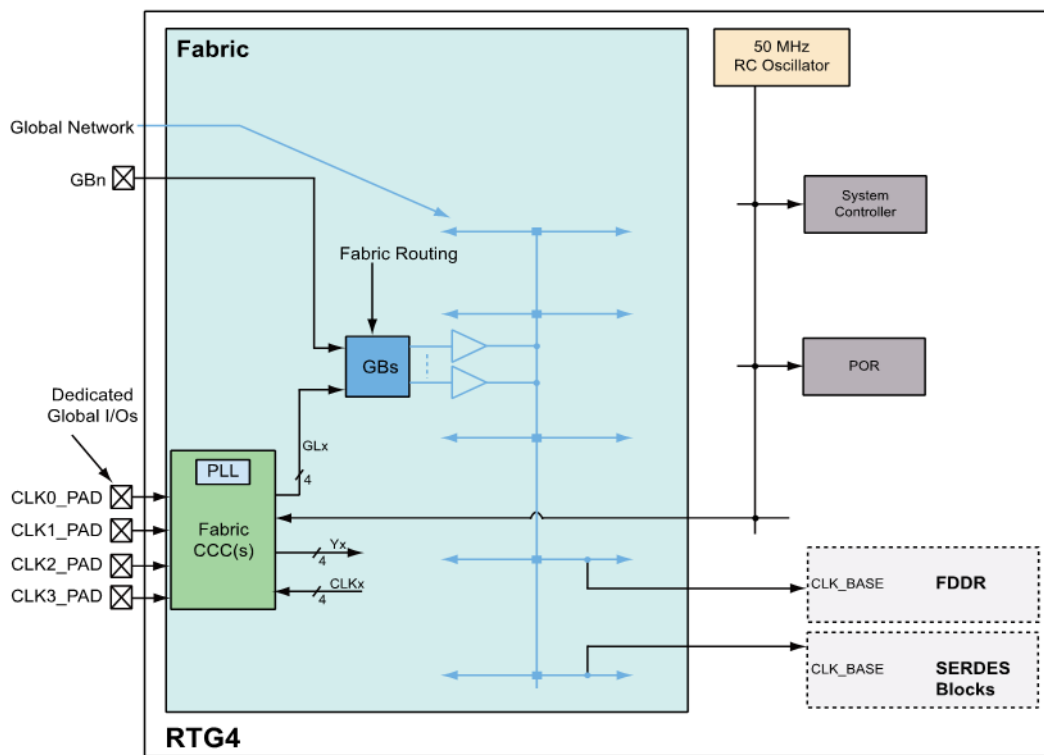 Fabric
50 MHz
RC Oscillator
Global Network
GBn
System
Controller
Fabric Routing
GBs
POR
Dedicated
Global I/Os
GLx
4
PLL
CLK0_PAD
CLK1_PAD
CLK2_PAD
CLK3_PAD
Fabric
CCC(s)
Yx
4
CLKx
4
CLK_BASE
FDDR
CLK_BASE
SERDES
Blocks
RTG4